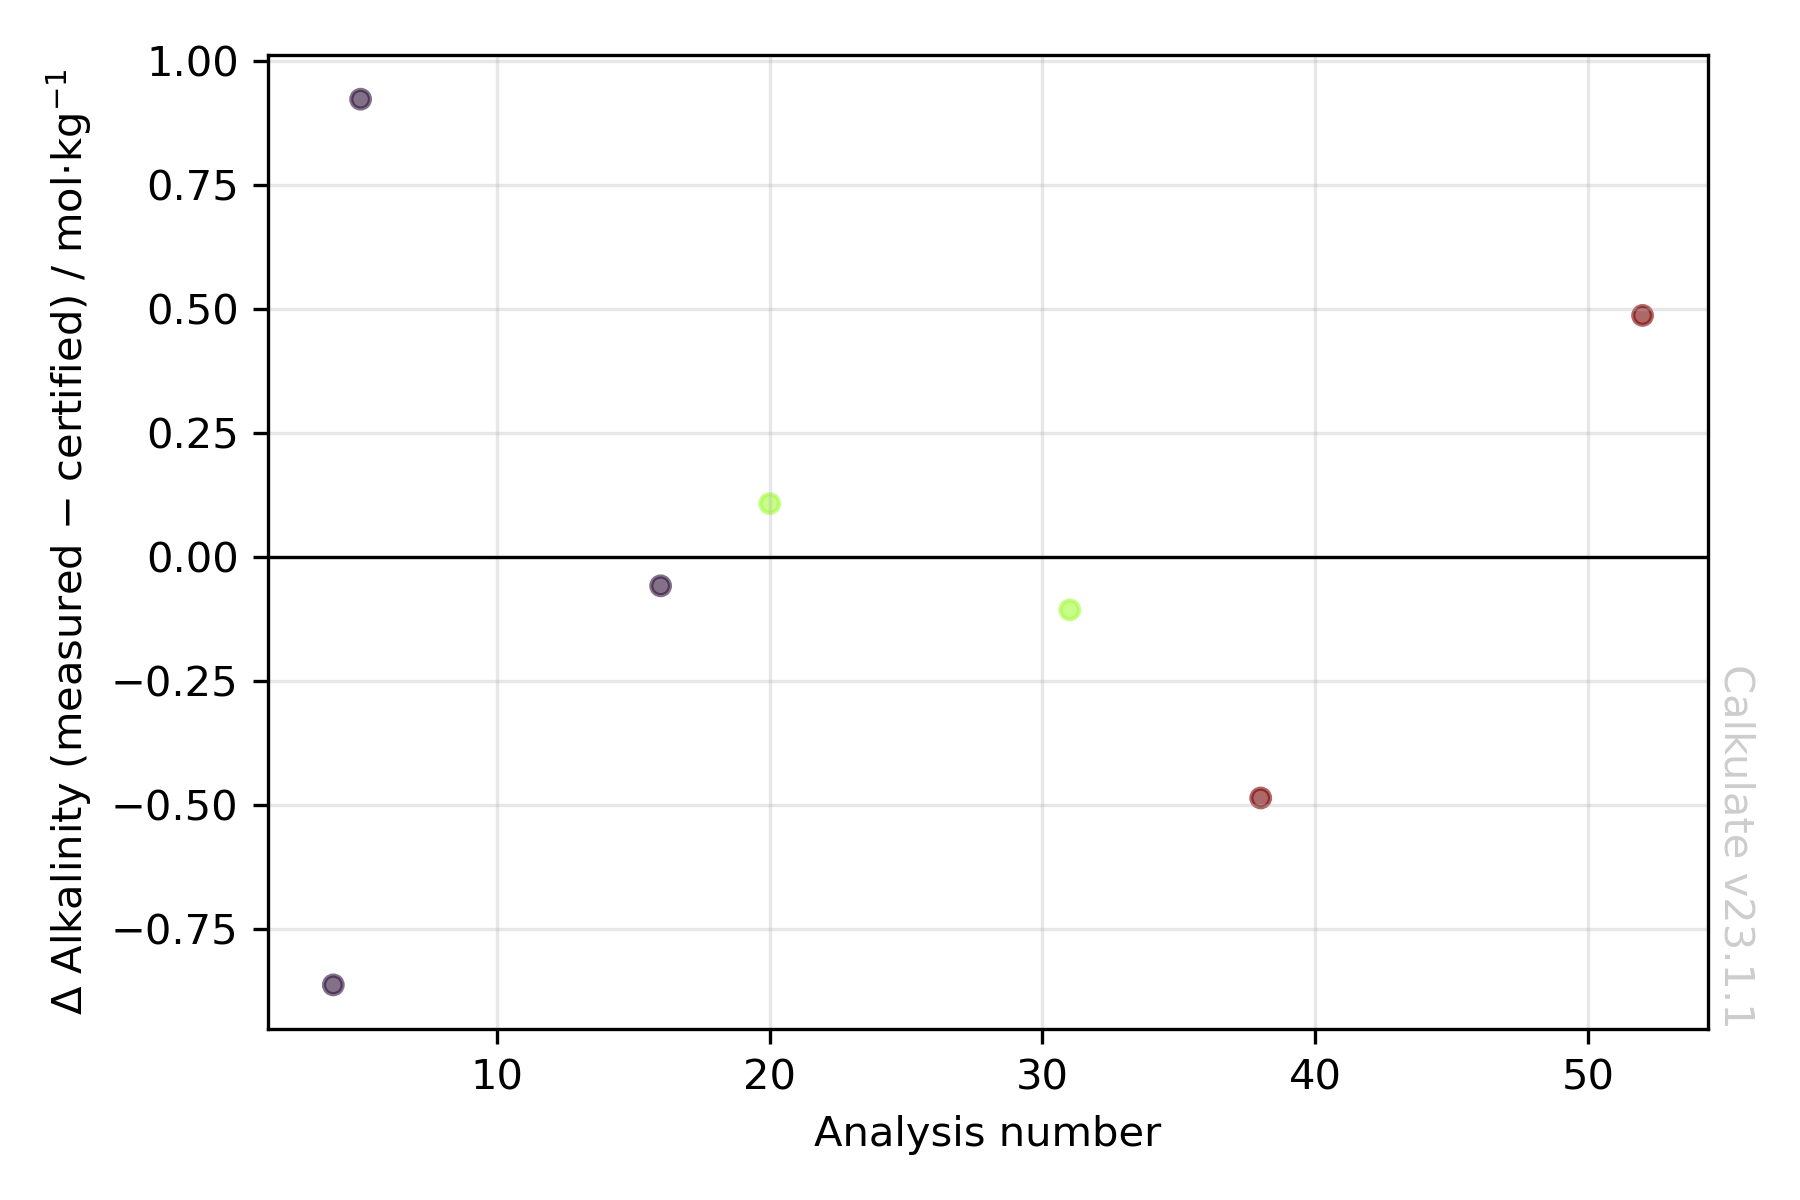 Δ Alkalinity (measured − certified) / mol·kg⁻¹
1.00
0.75
0.50
0.25
0.00
−0.25
−0.50
−0.75
10 20 30 40 50
Analysis number
Calkulate v23.1.1